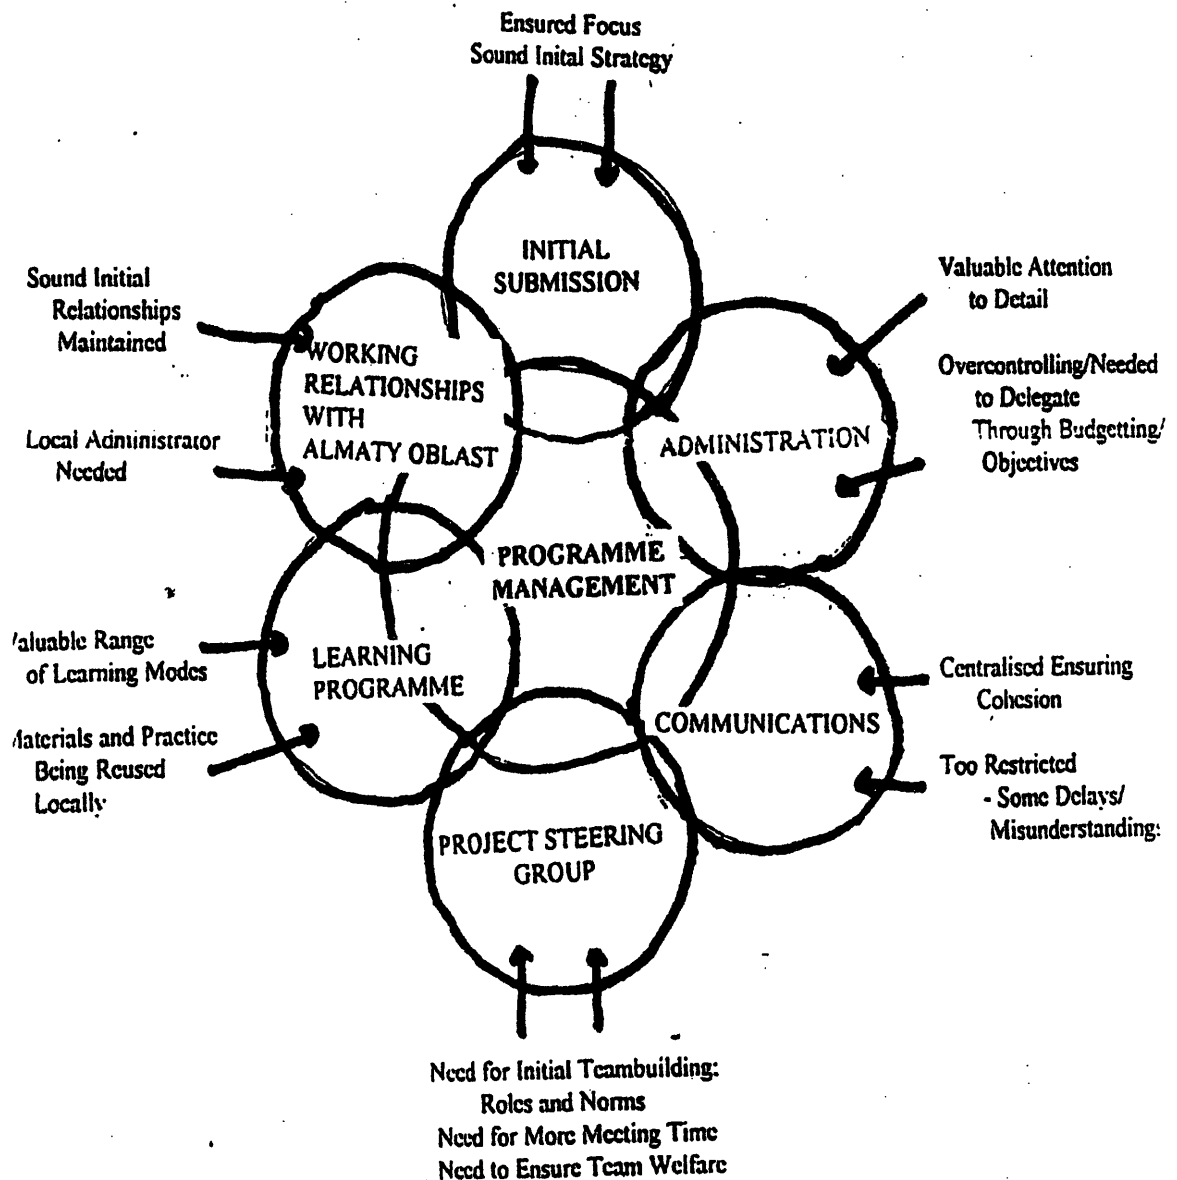 Ensured Focus
Sound Inital Strategy
INITIAL
SUBMISSION
Sound Initial
Relationships
Maintained
Local Administrator
Needed
WORKING
RELATIONSHIPS
WITH
ALMATY OBLAST
Valuable Attention
to Detail
Overcontrolling/Needed
to Delegate
Through Budgetting/
Objectives
ADMINISTRATION
PROGRAMME
MANAGEMENT
aluable Range
of Learning Modes
aterials and Practice
Being Reused
Locally
LEARNING
PROGRAMME
COMMUNICATIONS
Centralised Ensuring
Cohesion
Too Restricted
- Some Delays/
Misunderstanding:
PROJECT STEERING
GROUP
Need for Initial Teambuilding:
Roles and Norms
Need for More Meeting Time
Need to Ensure Team Welfare